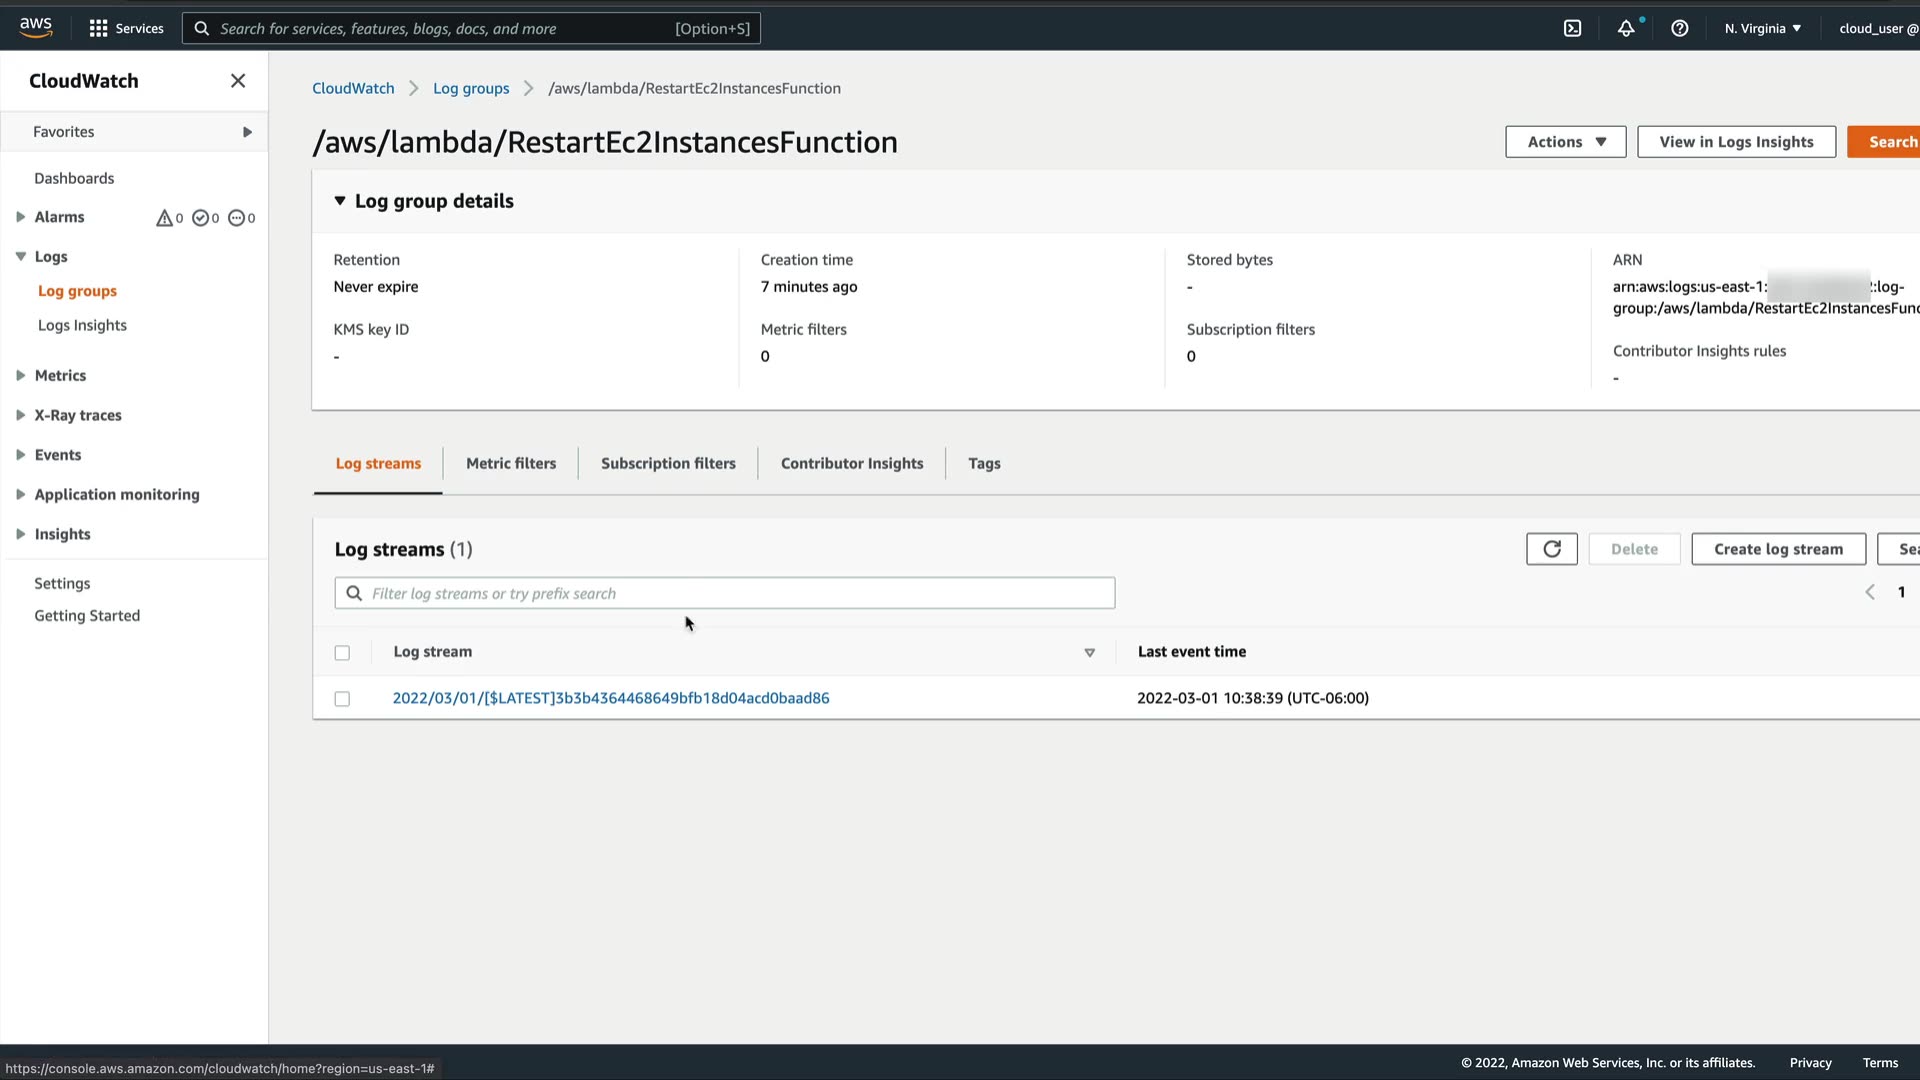 aws
Services
Search for services, features, blogs, docs, and more
[Option+S]
N. Virginia
cloud_user @
CloudWatch
Favorites
Dashboards
Alarms
0
0
0
Logs
Log groups
Logs Insights
Metrics
X-Ray traces
Events
Application monitoring
Insights
Settings
Getting Started
CloudWatch
Log groups
/aws/lambda/RestartEc2InstancesFunction
/aws/lambda/RestartEc2InstancesFunction
Actions
View in Logs Insights
Search
Log group details
Retention
Never expire
KMS key ID
-
Creation time
7 minutes ago
Metric filters
0
Stored bytes
-
Subscription filters
0
ARN
arn:aws:logs:us-east-1: :log-
group:/aws/lambda/RestartEc2InstancesFunc
Contributor Insights rules
-
Log streams
Metric filters
Subscription filters
Contributor Insights
Tags
Log streams (1)
Delete
Create log stream
Sea
Filter log streams or try prefix search
1
Log stream
Last event time
2022/03/01/[$LATEST]3b3b4364468649bfb18d04acd0baad86
2022-03-01 10:38:39 (UTC-06:00)
https://console.aws.amazon.com/cloudwatch/home?region=us-east-1#
© 2022, Amazon Web Services, Inc. or its affiliates.
Privacy
Terms